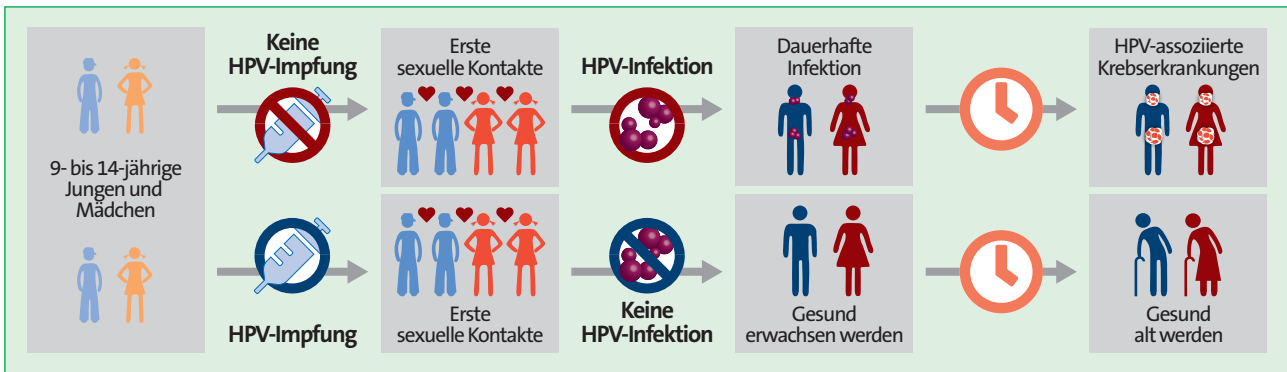 9- bis 14-jährige
Jungen und
Mädchen
Keine
HPV-Impfung
Erste
sexuelle Kontakte
HPV-Infektion
Dauerhafte
Infektion
HPV-assoziierte
Krebserkrankungen
HPV-Impfung
Erste
sexuelle Kontakte
Keine
HPV-Infektion
Gesund
erwachsen werden
Gesund
alt werden